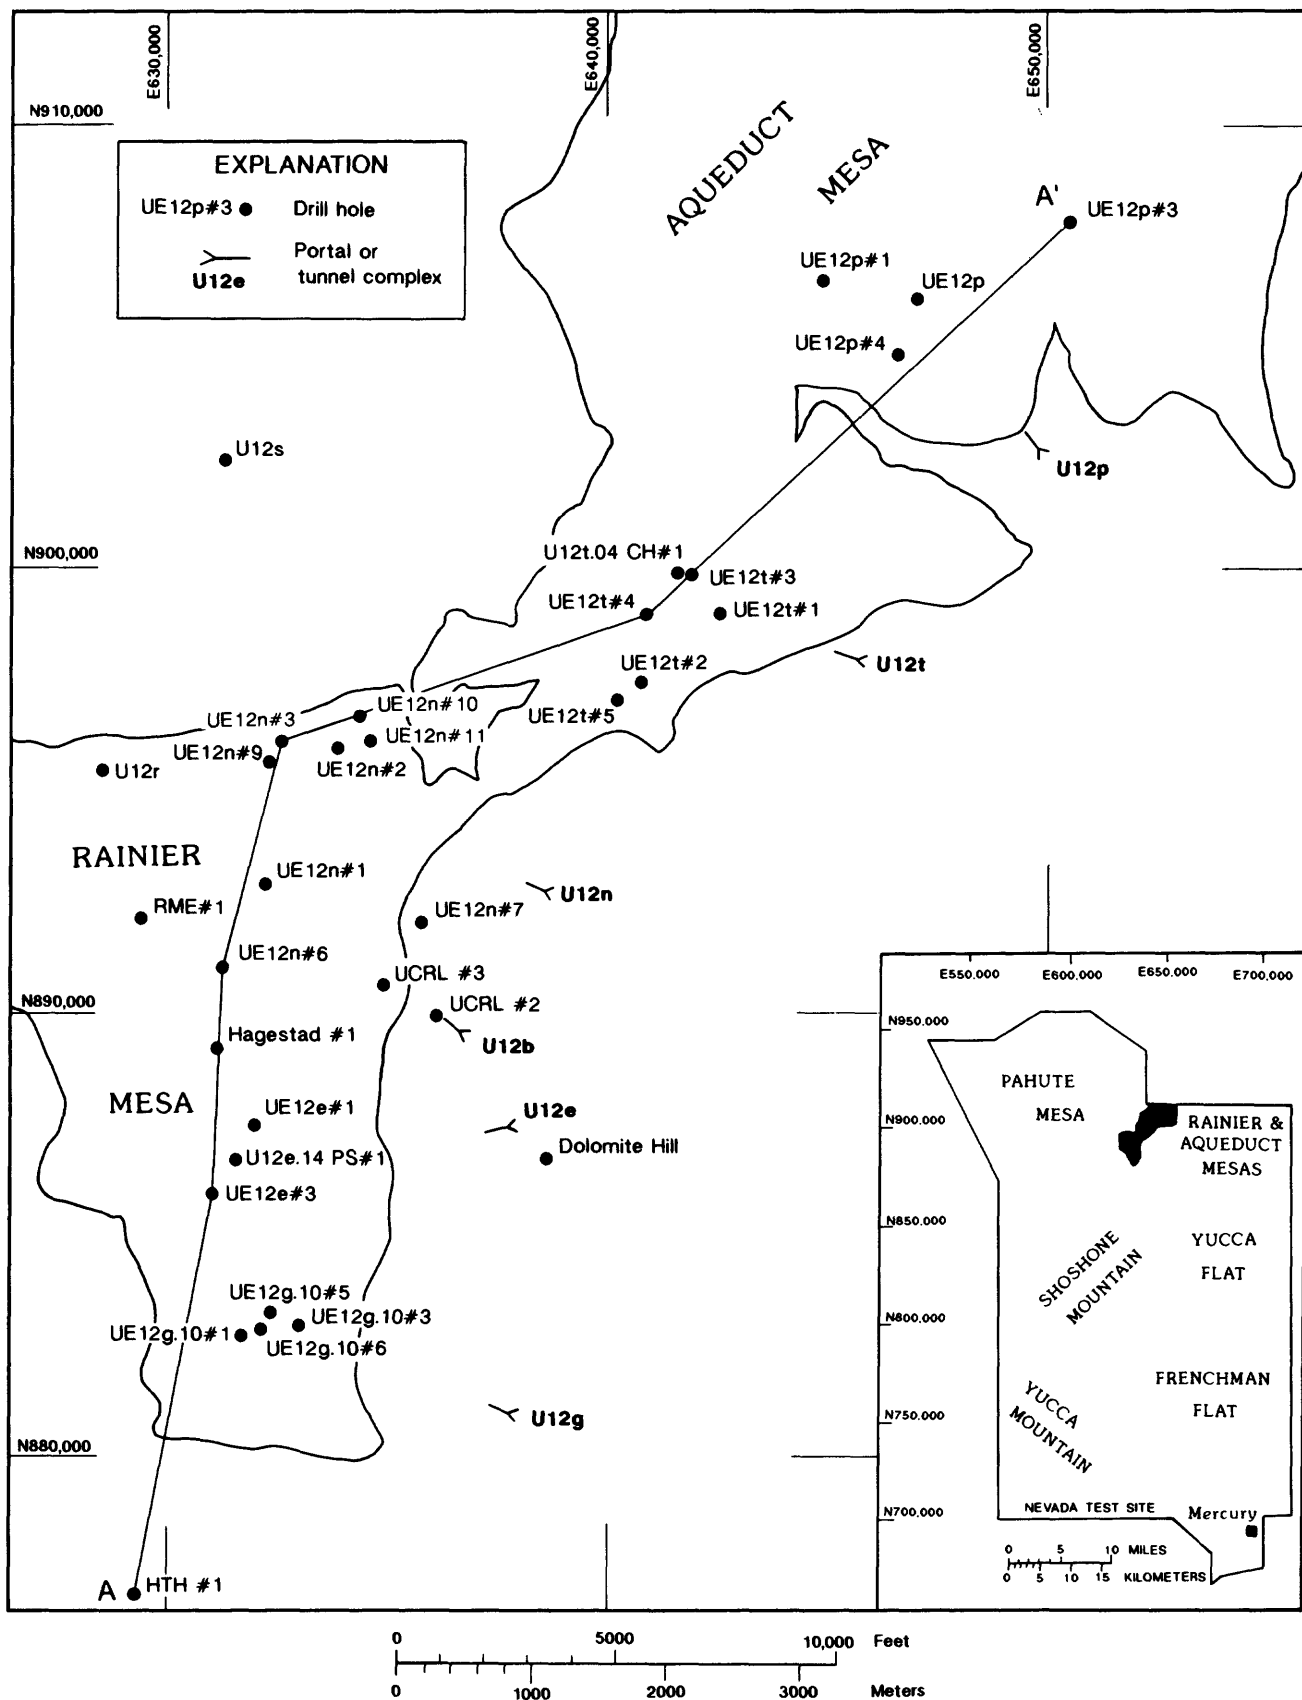 E630,000
E640,000
E650,000
N910,000
EXPLANATION
UE12p#3 Drill hole
Portal or
U12e tunnel complex
AQUEDUCT
MESA
A'
UE12p#3
UE12p#1
UE12p
UE12p#4
U12p
U12s
N900,000
U12t.04 CH#1
UE12t#3
UE12t#4
UE12t#1
U12t
UE12t#2
UE12t#5
UE12n#10
UE12n#3
UE12n#11
UE12n#9
UE12n#2
U12r
RAINIER
UE12n#1
U12n
RME#1
UE12n#7
UE12n#6
UCRL #3
N890,000
UCRL #2
Hagestad #1
U12b
MESA
UE12e#1
U12e
Dolomite Hill
U12e.14 PS#1
UE12e#3
UE12g.10#5
UE12g.10#3
UE12g.10#1
UE12g.10#6
U12g
N880,000
A
HTH #1
E550.000
E600.000
E650.000
E700.000
N950.000
PAHUTE
MESA
N900.000
RAINIER &
AQUEDUCT
MESAS
N850.000
SHOSHONE
MOUNTAIN
YUCCA
FLAT
N800.000
YUCCA
MOUNTAIN
FRENCHMAN
FLAT
N750.000
N700.000
NEVADA TEST SITE
Mercury
0 5 10 MILES
0 5 10 15 KILOMETERS
0 5000 10,000 Feet
0 1000 2000 3000 Meters